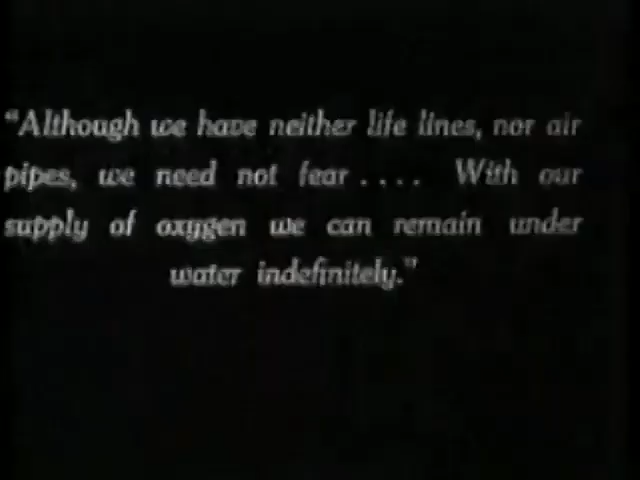 "Although we have neither life lines, nor air
pipes, we need not fear.... With our
supply of oxygen we can remain under
water indefinitely."